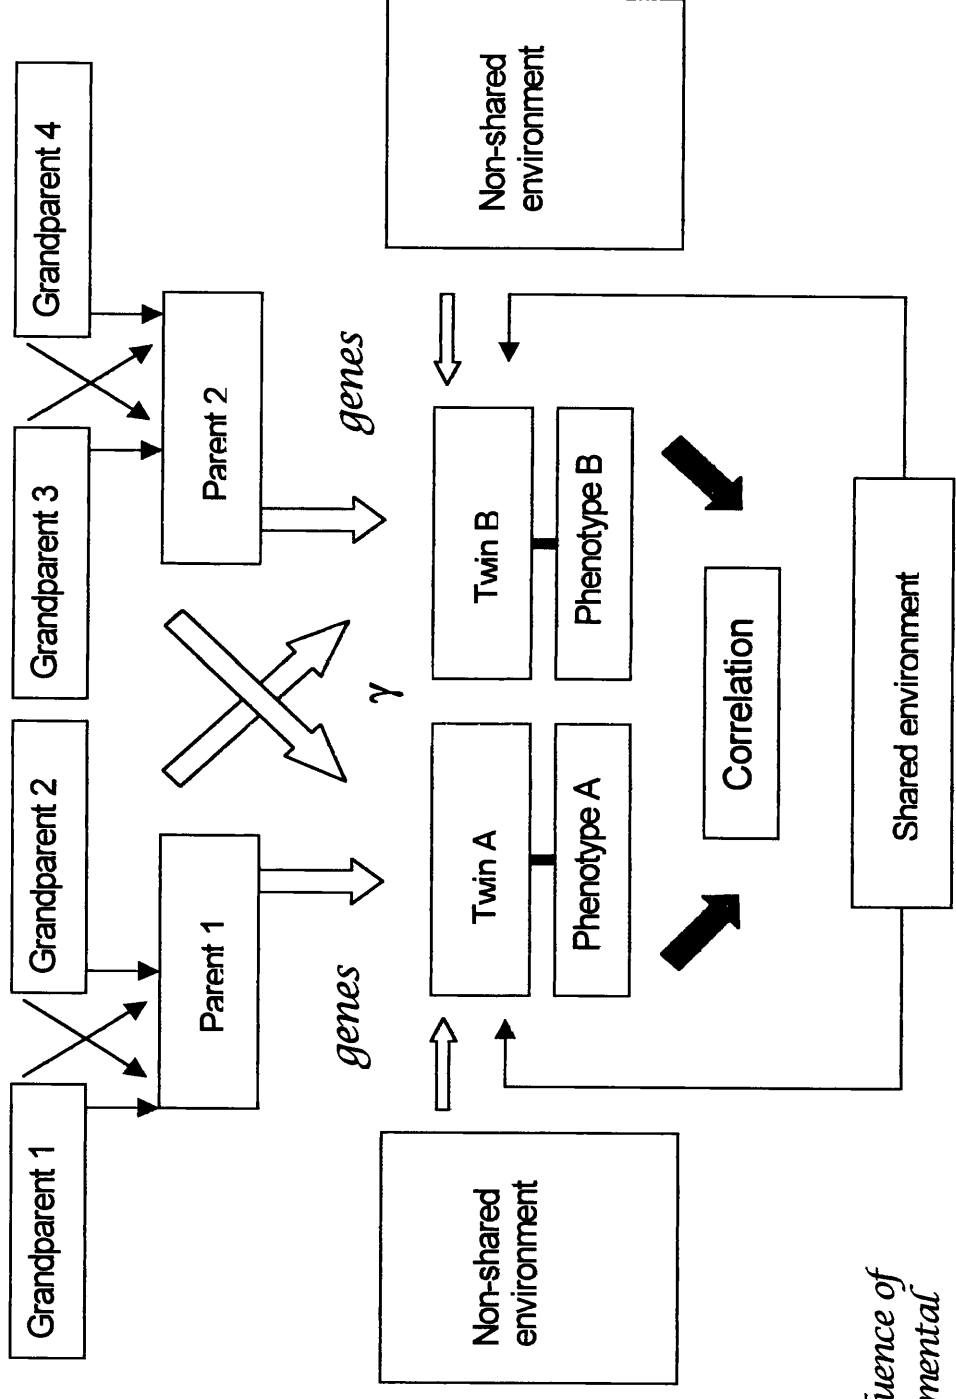 Grandparent 1
Grandparent 2
Grandparent 3
Grandparent 4
Parent 1
Parent 2
genes
genes
γ
Non-shared
environment
Twin A
Twin B
Non-shared
environment
Phenotype A
Phenotype B
Correlation
Shared environment
of